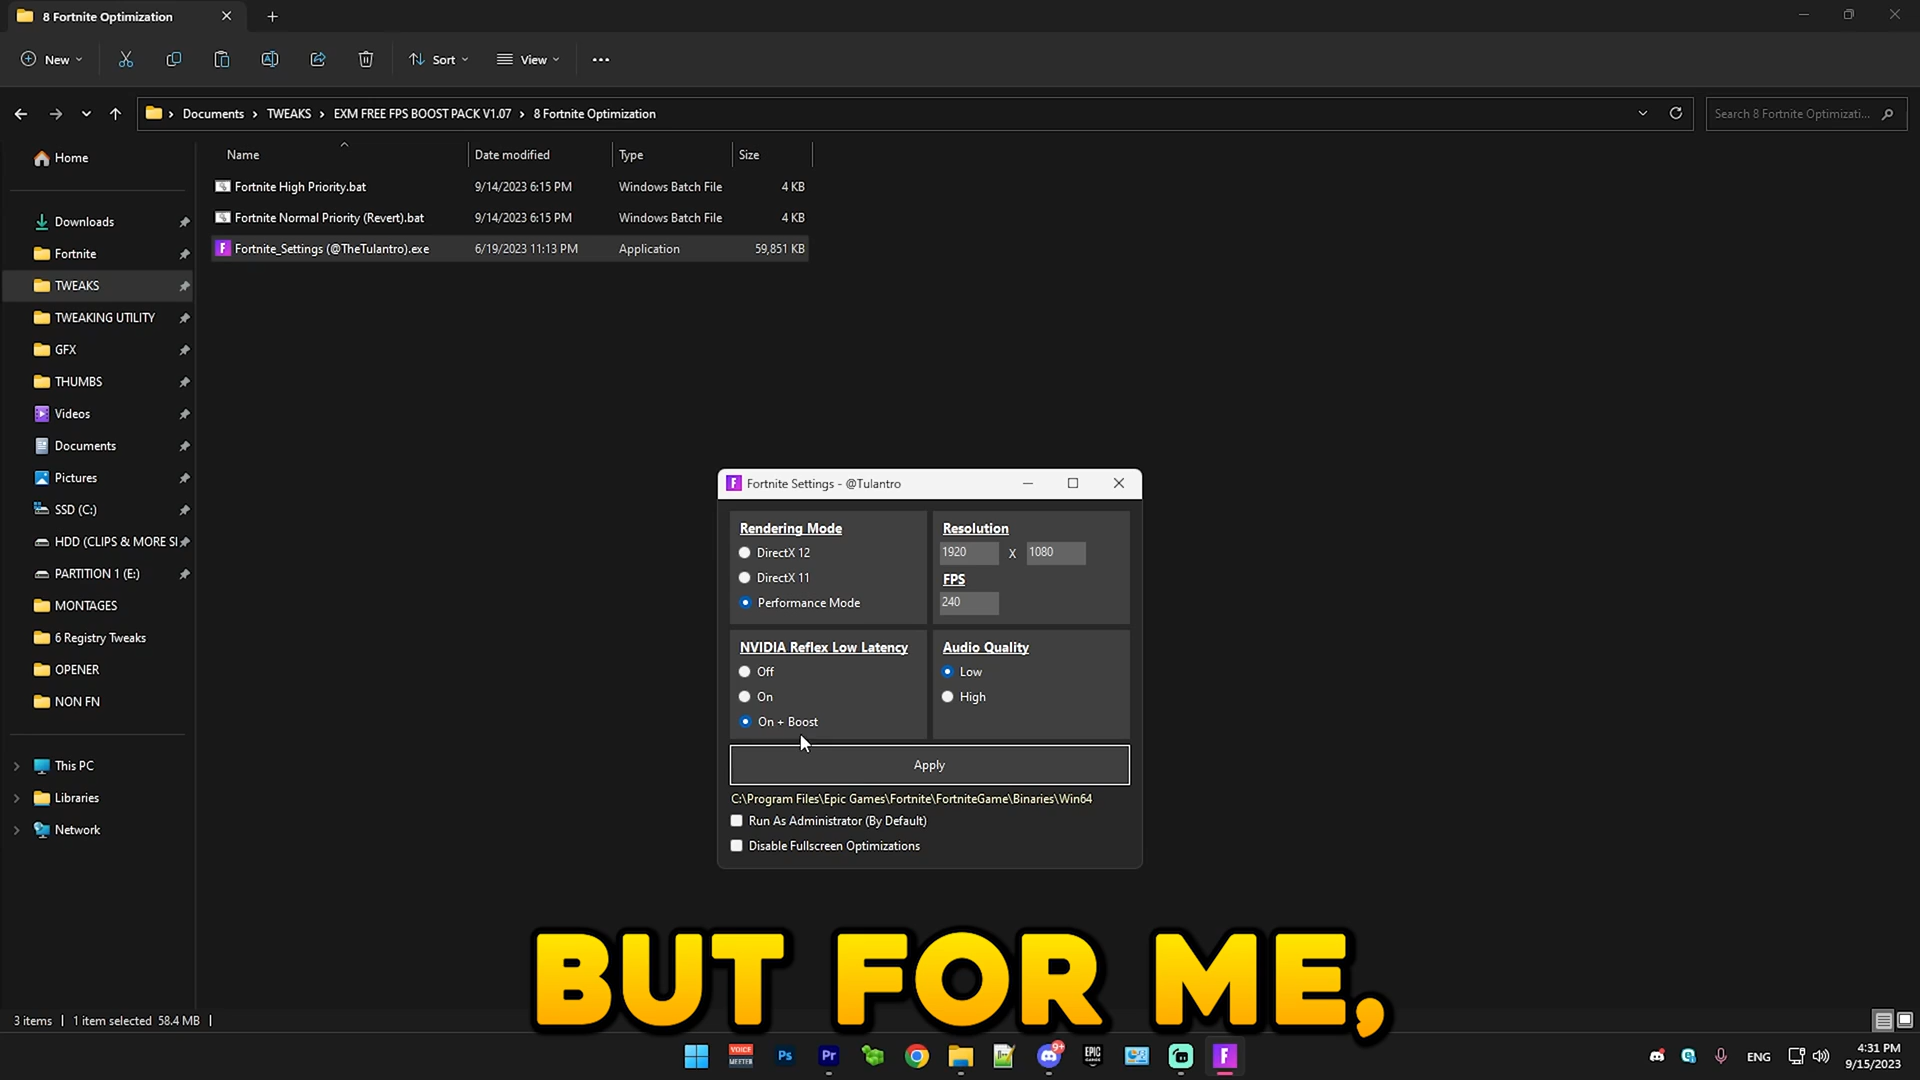 8 Fortnite Optimization
New
Sort
View
Documents
TWEAKS
EXM FREE FPS BOOST PACK V1.07
8 Fortnite Optimization
Search 8 Fortnite Optimizati...
Name
Date modified
Type
Size
Fortnite High Priority.bat
9/14/2023 6:15 PM
Windows Batch File
4 KB
Fortnite Normal Priority (Revert).bat
9/14/2023 6:15 PM
Windows Batch File
4 KB
Fortnite_Settings (@TheTulantro).exe
6/19/2023 11:13 PM
Application
59,851 KB
Home
Downloads
Fortnite
TWEAKS
TWEAKING UTILITY
GFX
THUMBS
Videos
Documents
Pictures
SSD (C:)
HDD (CLIPS & MORE SI
PARTITION 1 (E:)
MONTAGES
6 Registry Tweaks
OPENER
NON FN
This PC
Libraries
Network
Fortnite Settings - @Tulantro
Rendering Mode
DirectX 12
DirectX 11
Performance Mode
Resolution
1920 X 1080
FPS
240
NVIDIA Reflex Low Latency
Off
On
On + Boost
Audio Quality
Low
High
Apply
C:\Program Files\Epic Games\Fortnite\FortniteGame\Binaries\Win64
Run As Administrator (By Default)
Disable Fullscreen Optimizations
BUT FOR ME,
3 items
1 item selected 58.4 MB
VOICE
MEETER
Ps
Pr
9+
EPIC
GAMES
F
ENG
4:31 PM
9/15/2023